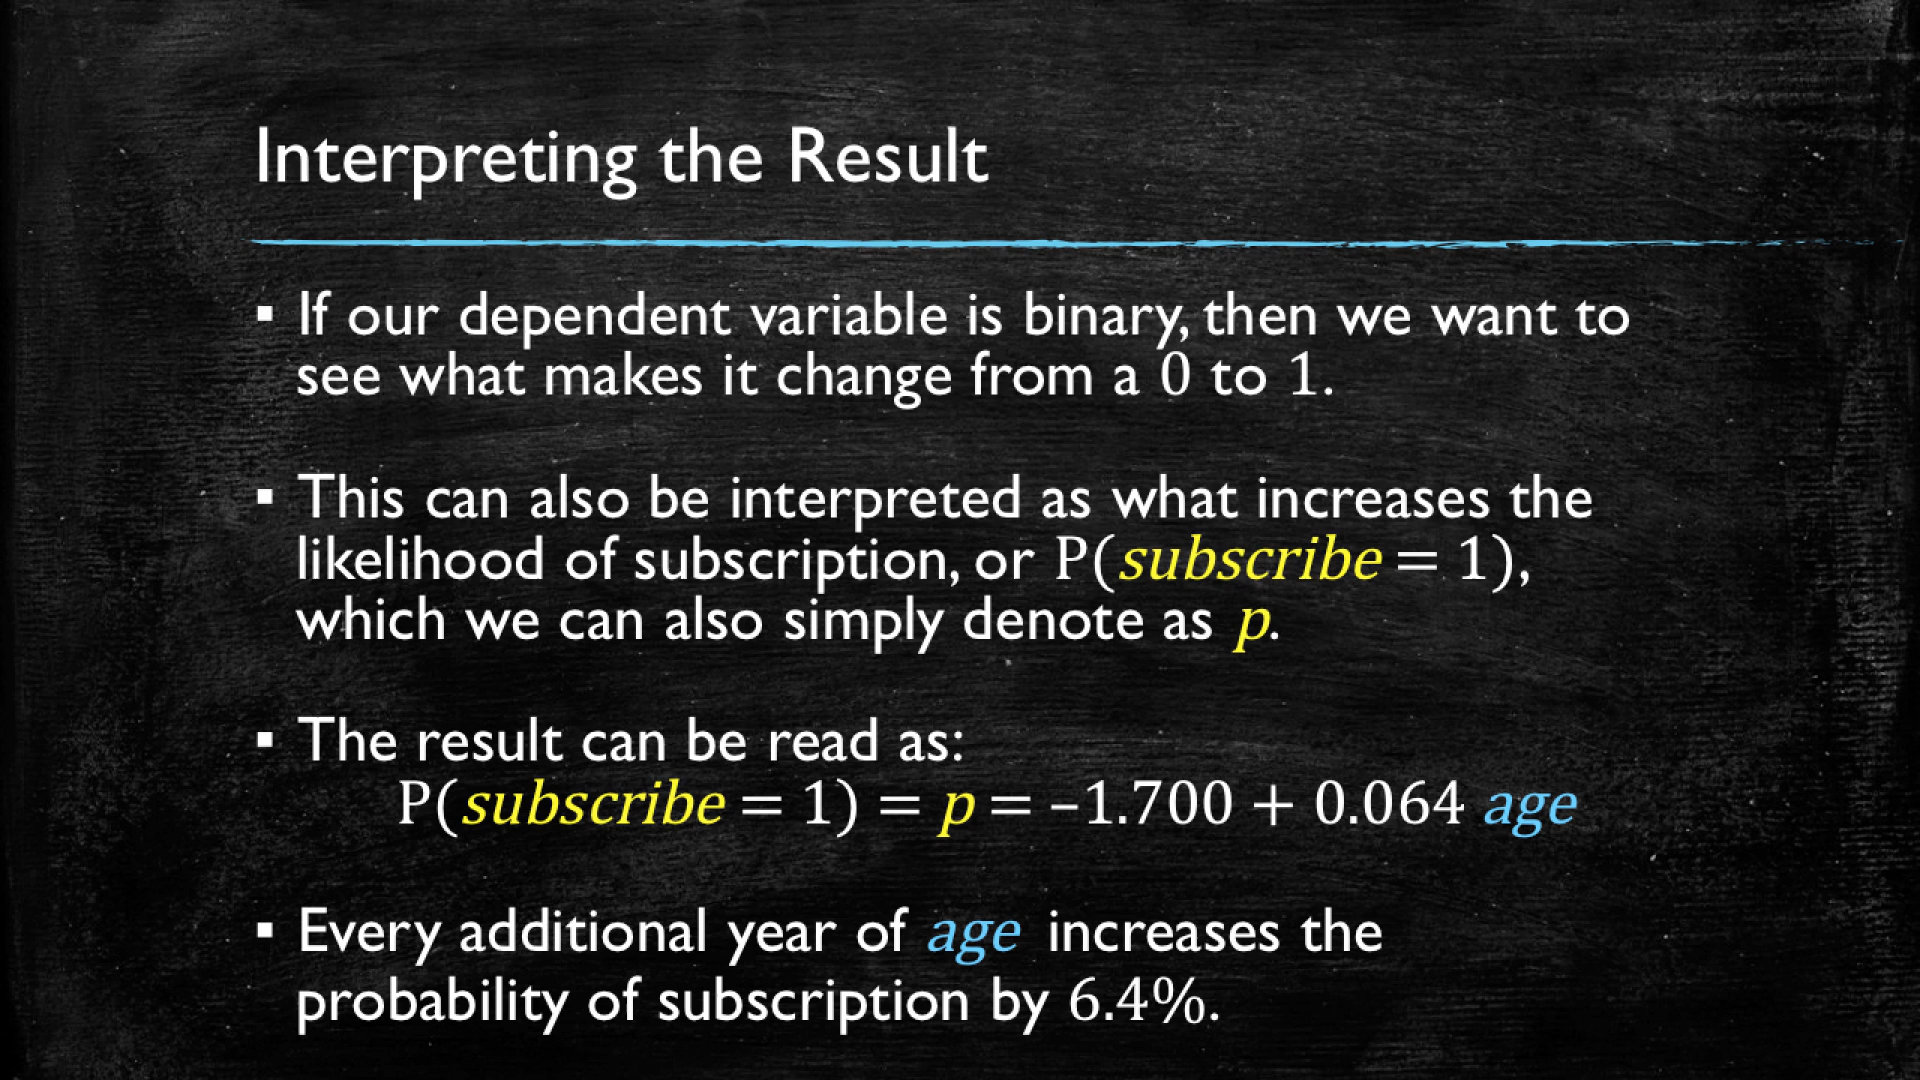 Interpreting the Result
▪ If our dependent variable is binary, then we want to
see what makes it change from a 0 to 1.
▪ This can also be interpreted as what increases the
likelihood of subscription, or P(subscribe = 1),
which we can also simply denote as p.
▪ The result can be read as:
P(subscribe = 1) = p = –1.700 + 0.064 age
▪ Every additional year of age increases the
probability of subscription by 6.4%.